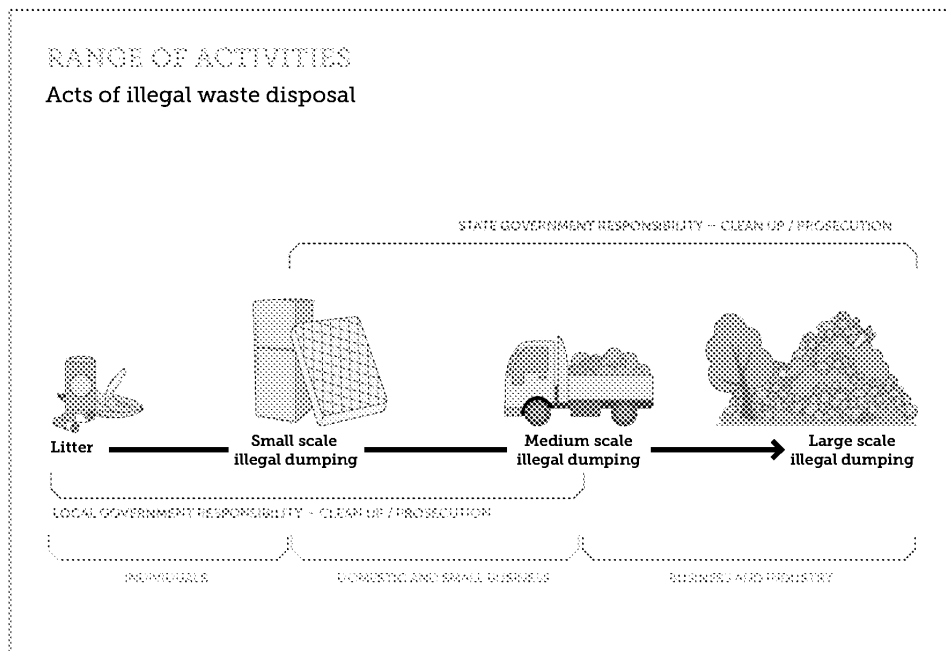 RANGE OF ACTIVITIES
Acts of illegal waste disposal
STATE GOVERNMENT RESPONSIBILITY – CLEAN UP / PROSECUTION
Litter
Small scale
illegal dumping
Medium scale
illegal dumping
Large scale
illegal dumping
LOCAL GOVERNMENT RESPONSIBILITY – CLEAN UP / PROSECUTION
INDIVIDUALS
DOMESTIC AND SMALL BUSINESS
BUSINESS AND INDUSTRY